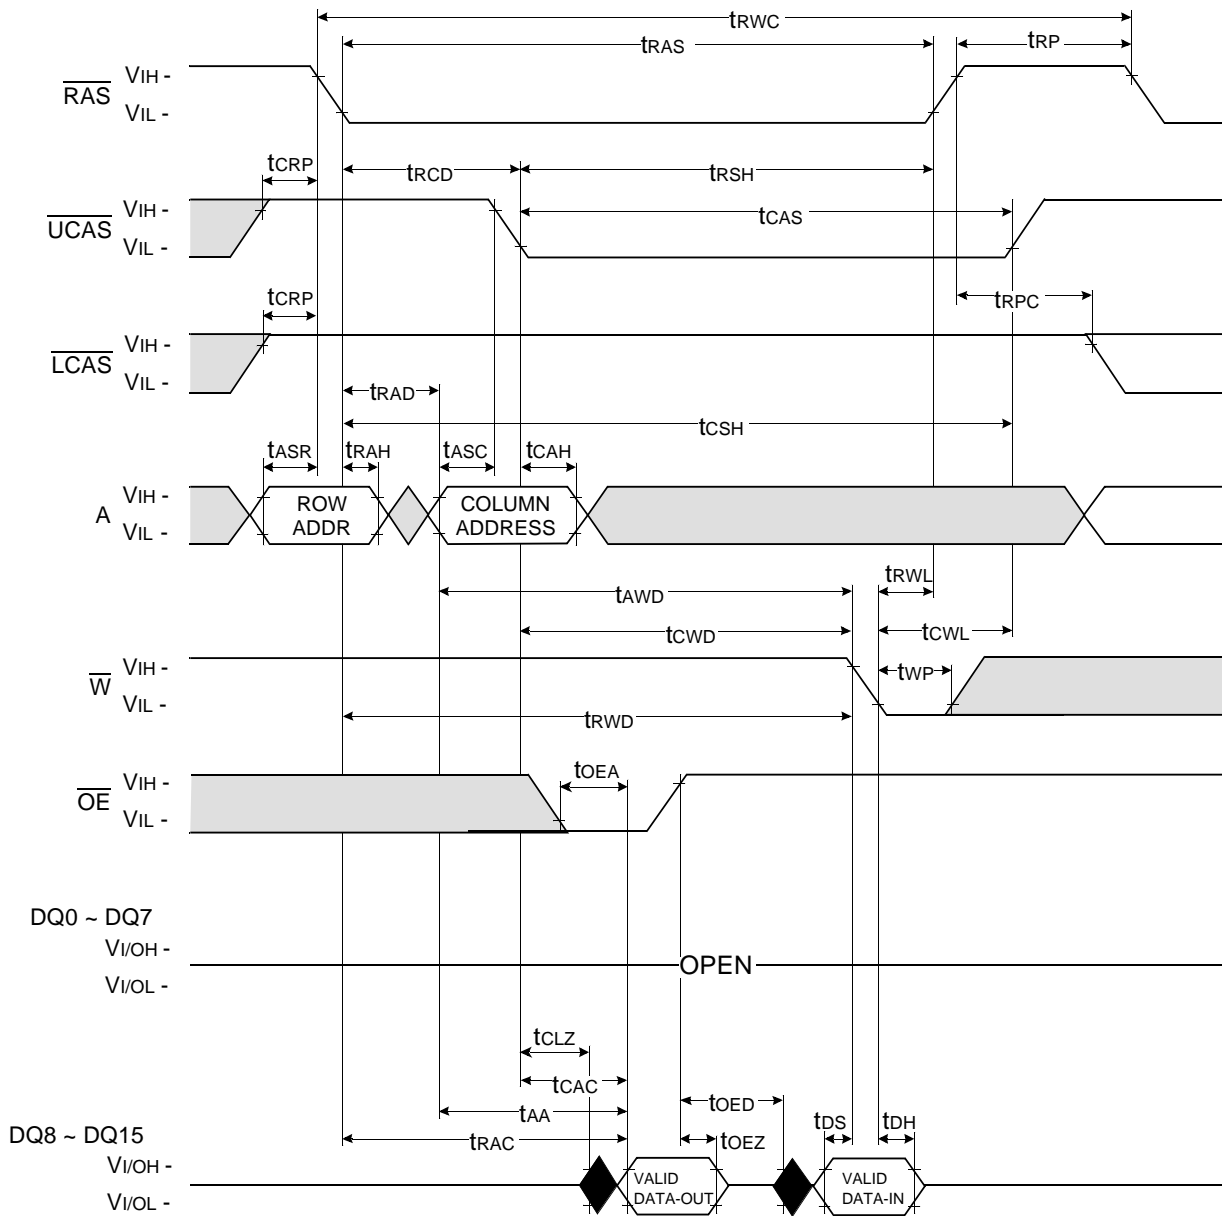 tRWC
tRAS
tRP
RAS
VIH -
VIL -
tCRP
tRCD
tRSH
UCAS
VIH -
VIL -
tCAS
tCRP
tRPC
LCAS
VIH -
VIL -
tRAD
tCSH
tASR
tRAH
tASC
tCAH
A
VIH -
VIL -
ROW
ADDR
COLUMN
ADDRESS
tRWL
tAWD
tCWD
tCWL
W
VIH -
VIL -
tWP
tRWD
OE
VIH -
VIL -
tOEA
DQ0 ~ DQ7
VI/OH -
VI/OL -
OPEN
tCLZ
tCAC
tAA
tOED
tRAC
tOEZ
tDS
tDH
DQ8 ~ DQ15
VI/OH -
VI/OL -
VALID
DATA-OUT
VALID
DATA-IN